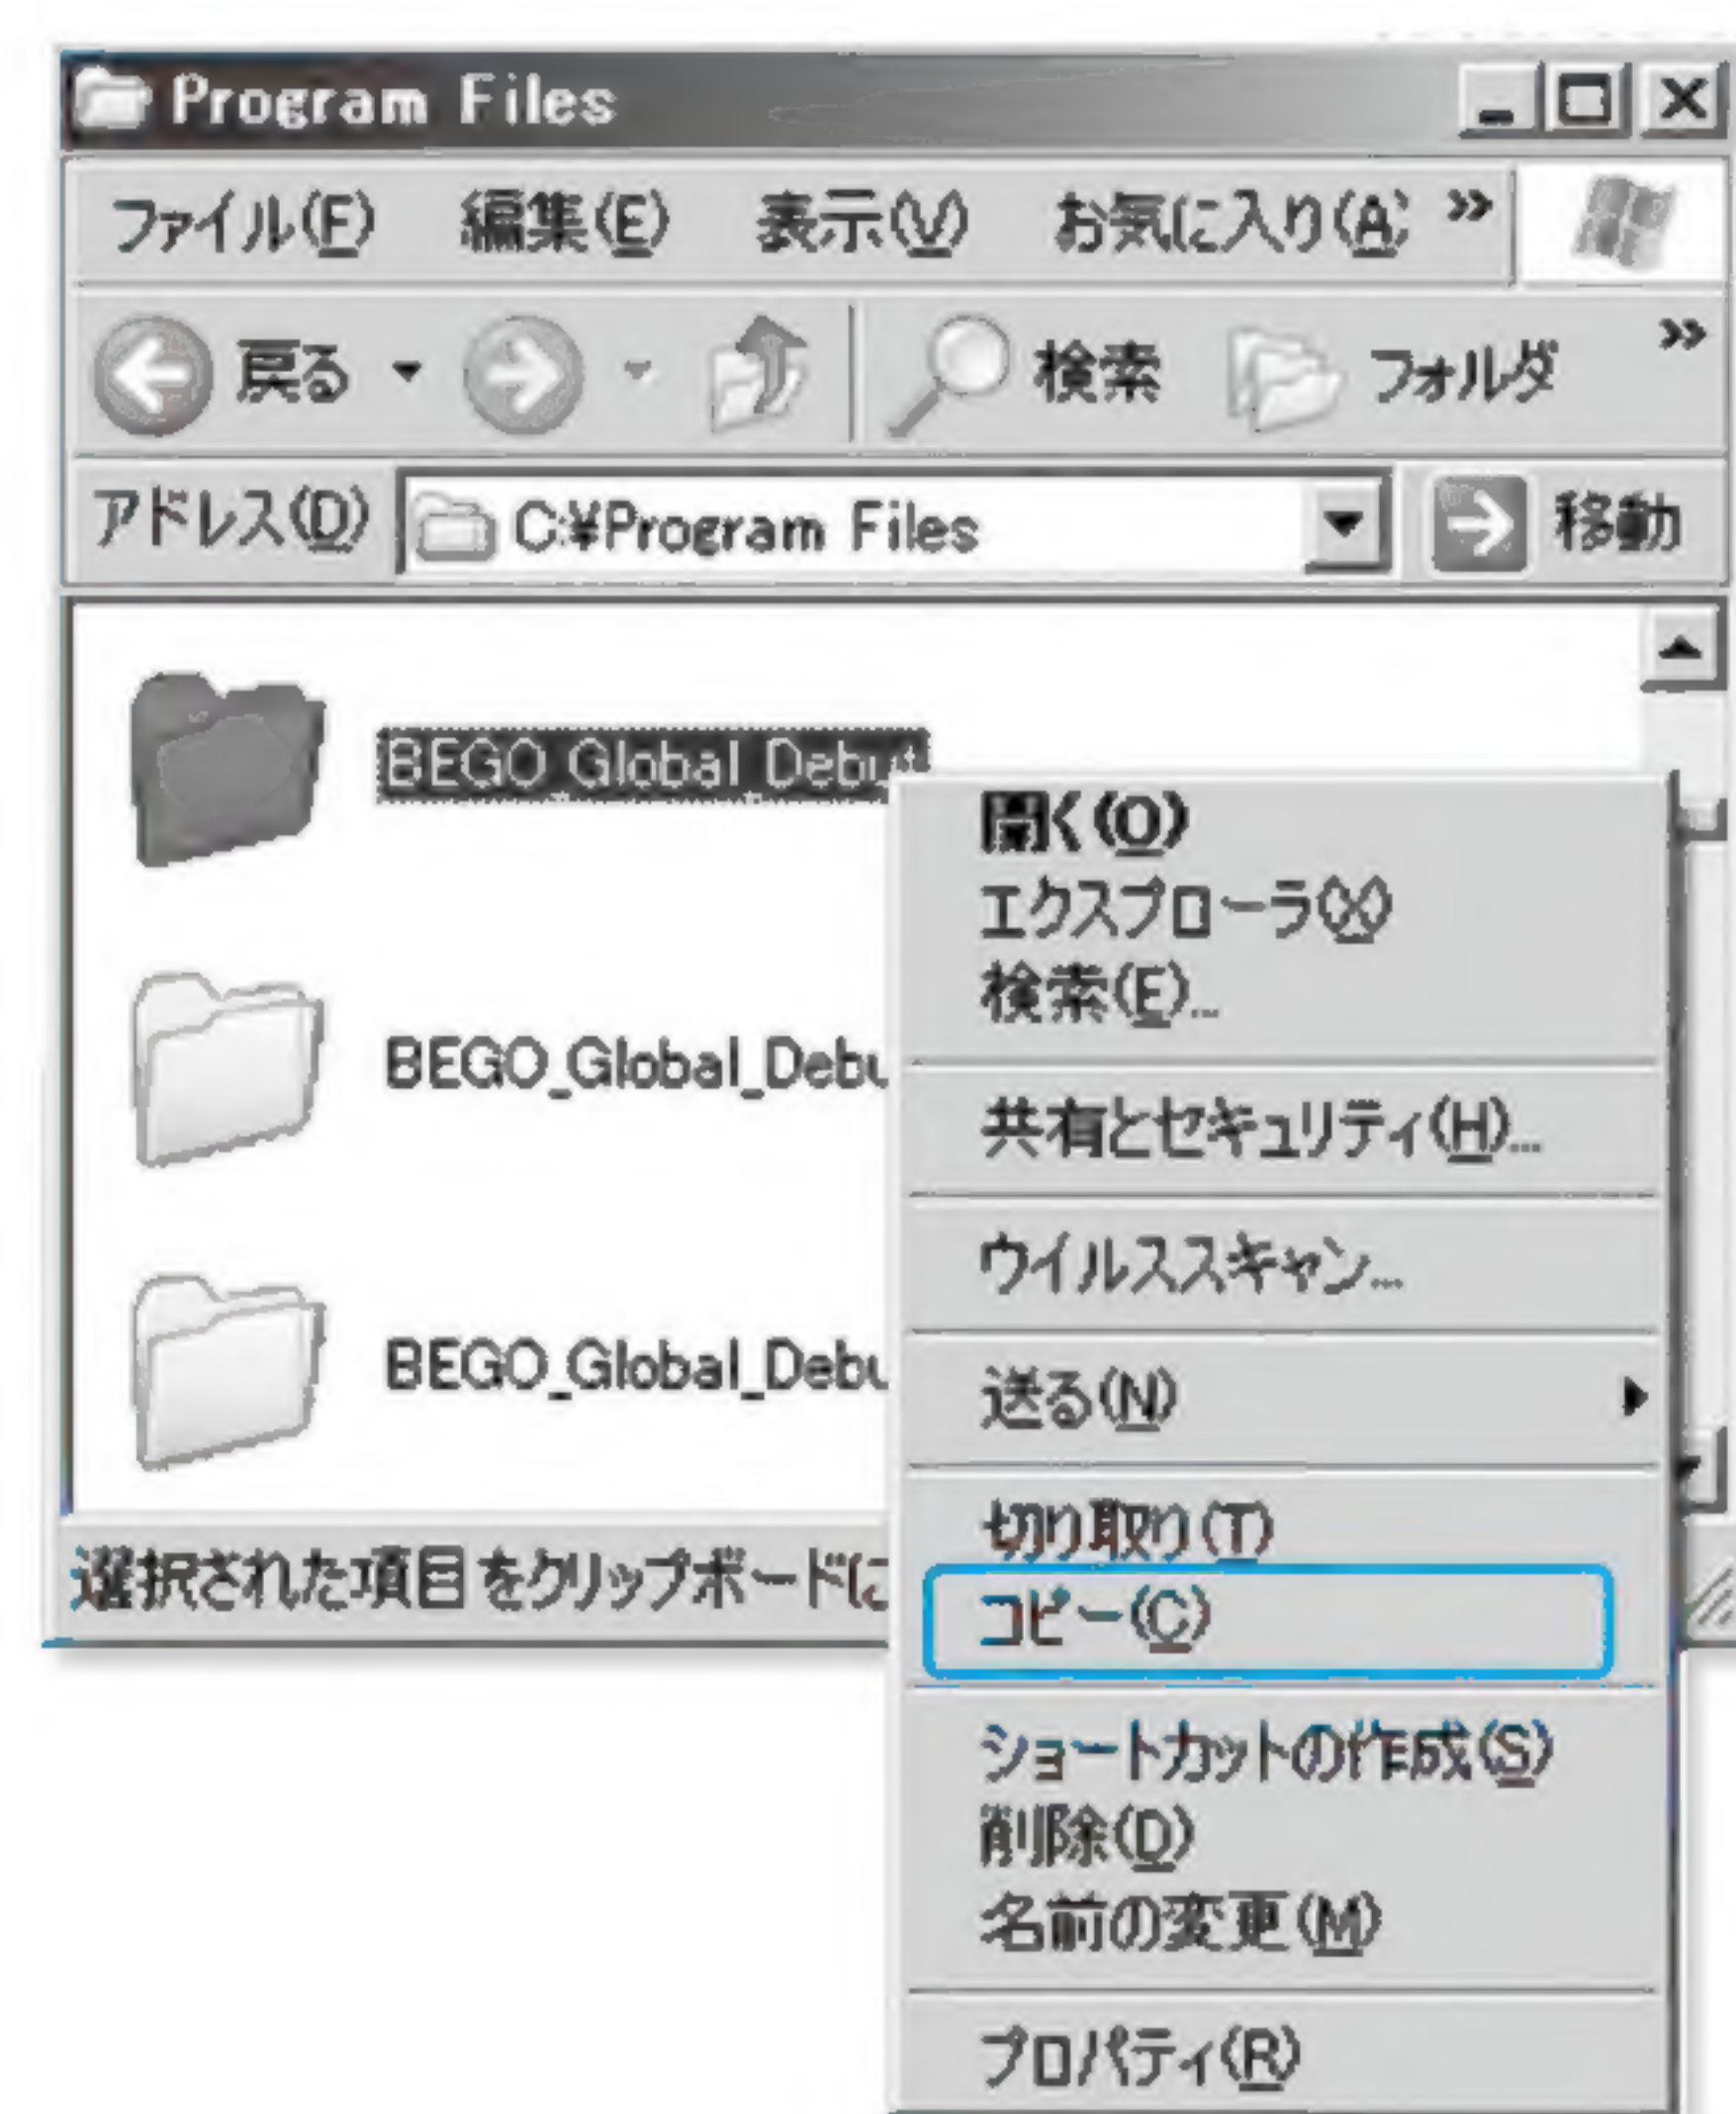 Program Files
ファイル(F) 編集(E) 表示(V) お気に入り(A) »
戻る 検索 フォルダ »
アドレス(D) C:¥Program Files 移動
BEGO_Global_Debut
BEGO_Global_Debu
BEGO_Global_Debu
選択された項目をクリップボードに
開く(O)
エクスプローラ(X)
検索(E)...
共有とセキュリティ(H)...
ウイルススキャン...
送る(N)
切り取り(T)
コピー(C)
ショートカットの作成(S)
削除(D)
名前の変更(M)
プロパティ(R)